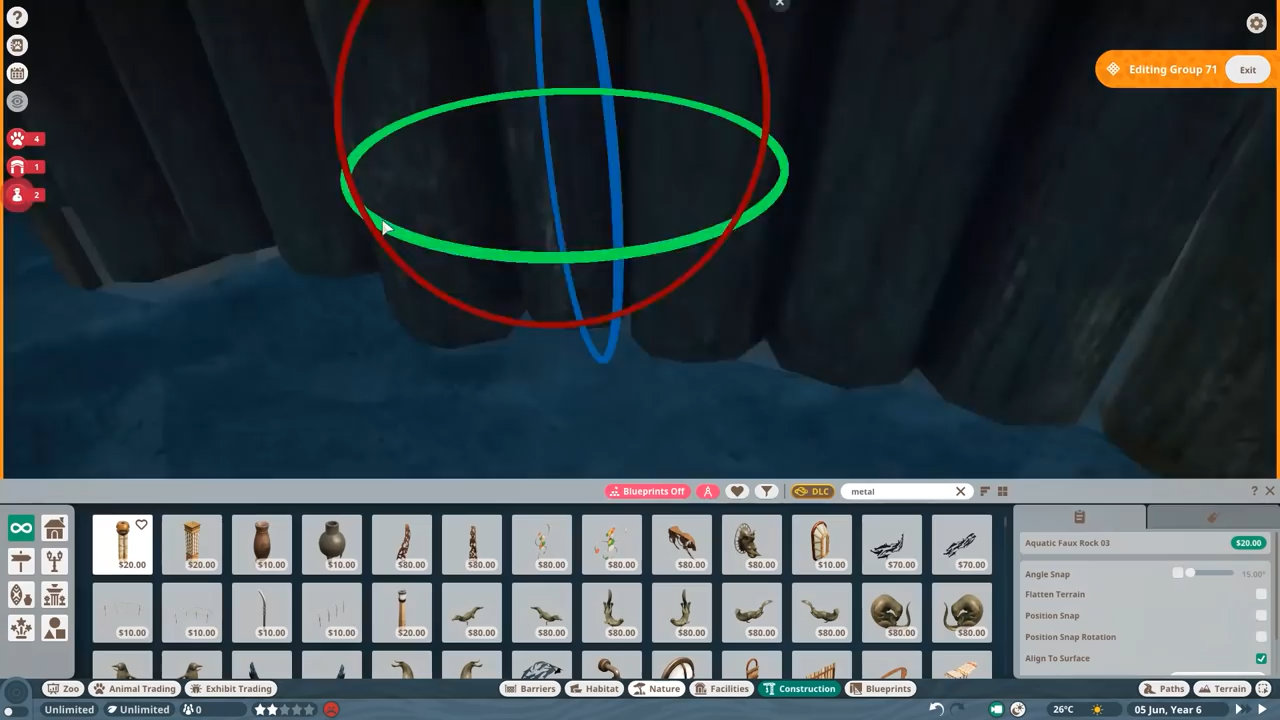 Editing Group 71
Exit
4
1
2
Blueprints Off
DLC
metal
$20.00
$20.00
$10.00
$10.00
$80.00
$80.00
$80.00
$80.00
$80.00
$80.00
$10.00
$70.00
$70.00
Aquatic Faux Rock 03
$20.00
Angle Snap
15.00°
Flatten Terrain
$10.00
$10.00
$10.00
$10.00
$20.00
$80.00
$80.00
$80.00
$80.00
$80.00
$80.00
$80.00
$80.00
Position Snap
Position Snap Rotation
Align To Surface
Zoo
Animal Trading
Exhibit Trading
Barriers
Habitat
Nature
Facilities
Construction
Blueprints
Paths
Terrain
Unlimited
Unlimited
0
26°C
05 Jun, Year 6